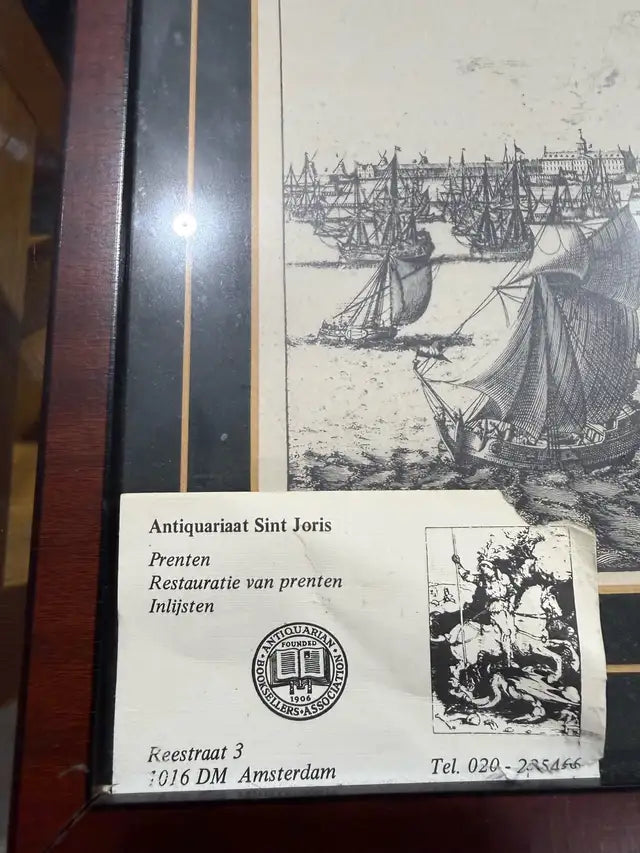 Antiquariaat Sint Joris
Prenten
Restauratie van prenten
Inlijsten
ANTIQUARIAN BOOKSELLERS ASSOCIATION
FOUNDED
1906
Reestraat 3
1016 DM Amsterdam
Tel. 020 - 235466